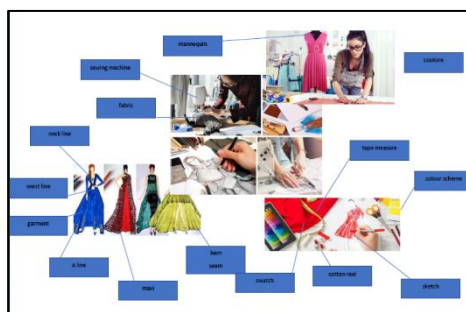 mannequin
couture
sewing machine
fabric
neck line
tape measure
colour scheme
waist line
garment
A-line
hem
seam
maxi
swatch
cotton reel
sketch